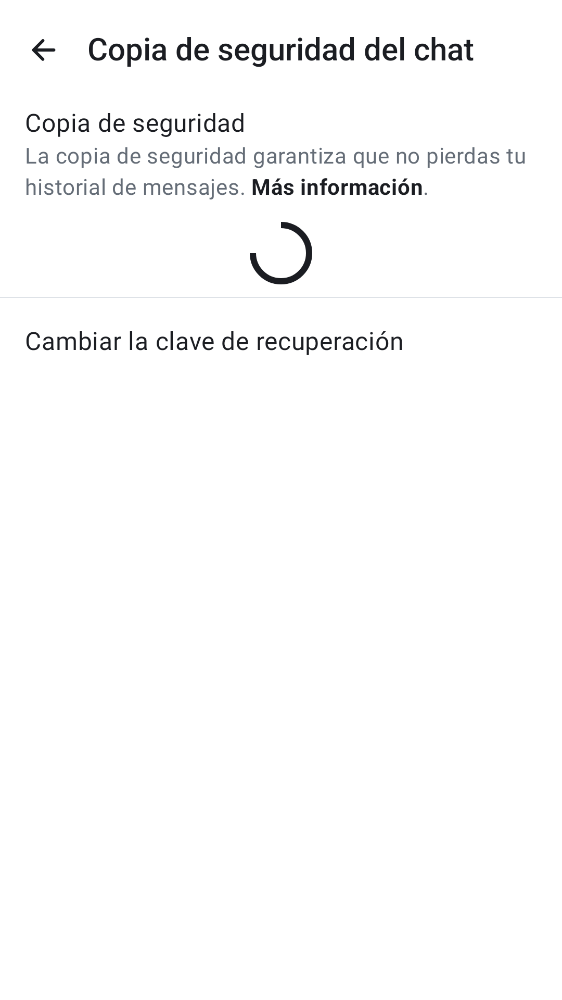 Copia de seguridad del chat
Copia de seguridad
La copia de seguridad garantiza que no pierdas tu
historial de mensajes. Más información.
Cambiar la clave de recuperación